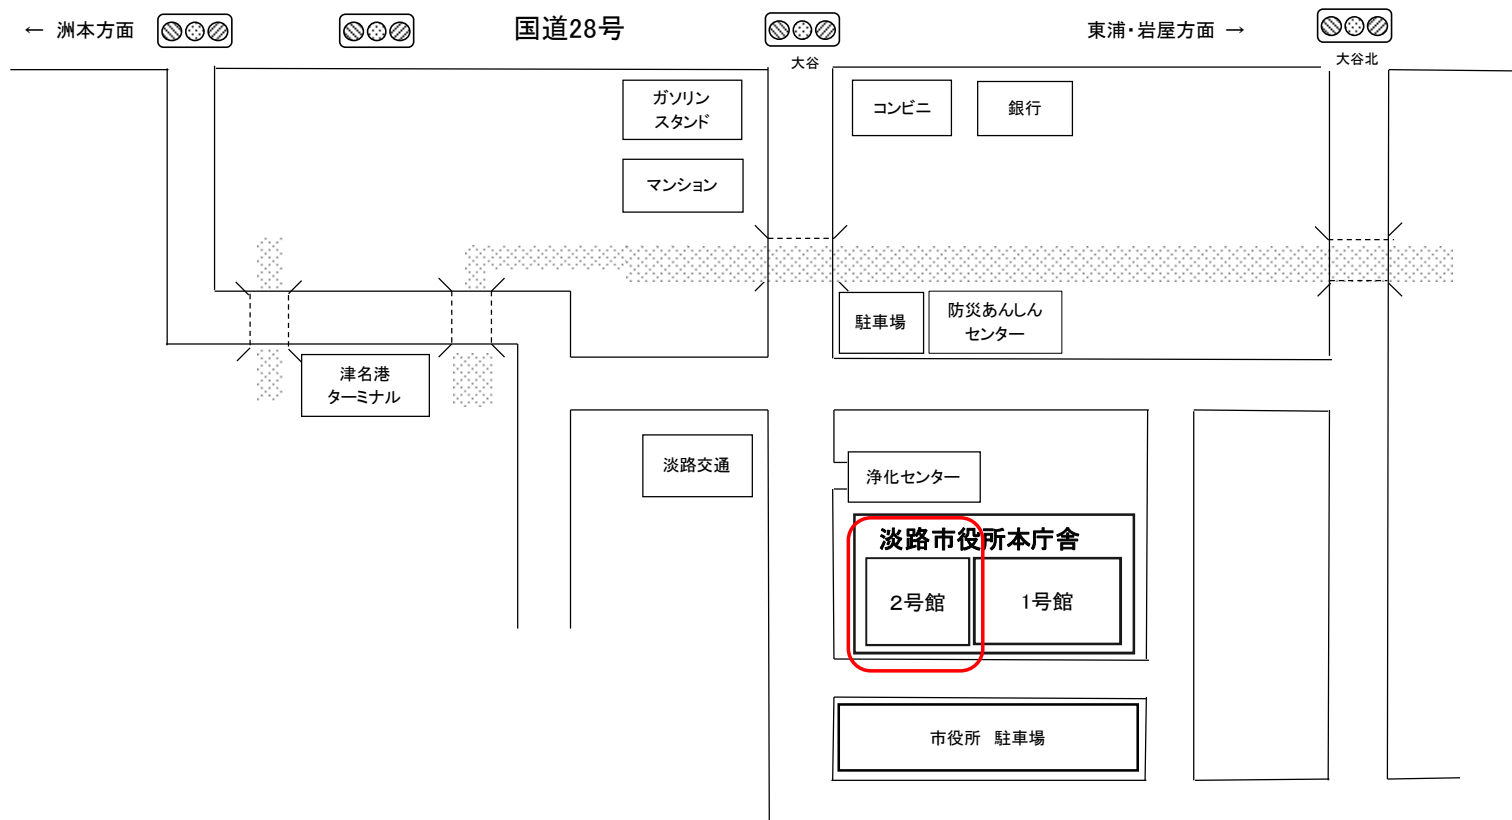 ← 洲本方面
国道28号
東浦・岩屋方面 →
大谷
大谷北
ガソリン
スタンド
コンビニ
銀行
マンション
駐車場
防災あんしん
センター
津名港
ターミナル
淡路交通
浄化センター
淡路市役所本庁舎
２号館
1号館
市役所　駐車場